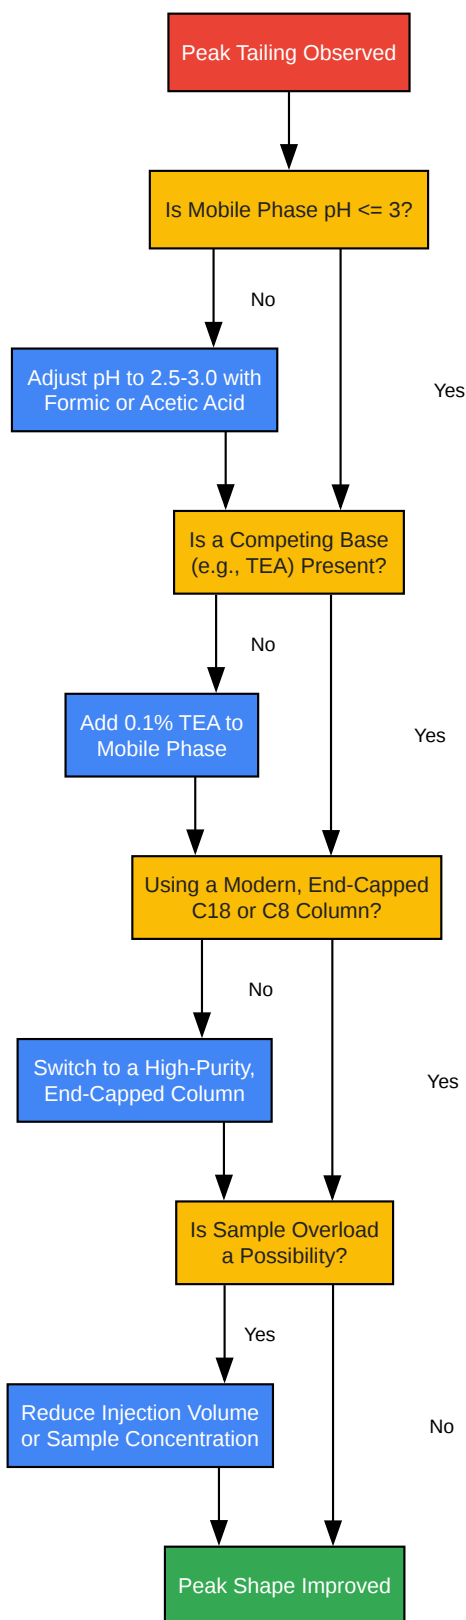 Peak Tailing Observed
Is Mobile Phase pH <= 3?
No
Adjust pH to 2.5-3.0 with
Formic or Acetic Acid
Yes
Is a Competing Base
(e.g., TEA) Present?
No
Add 0.1% TEA to
Mobile Phase
Yes
Using a Modern, End-Capped
C18 or C8 Column?
No
Switch to a High-Purity,
End-Capped Column
Yes
Is Sample Overload
a Possibility?
Yes
Reduce Injection Volume
or Sample Concentration
No
Peak Shape Improved